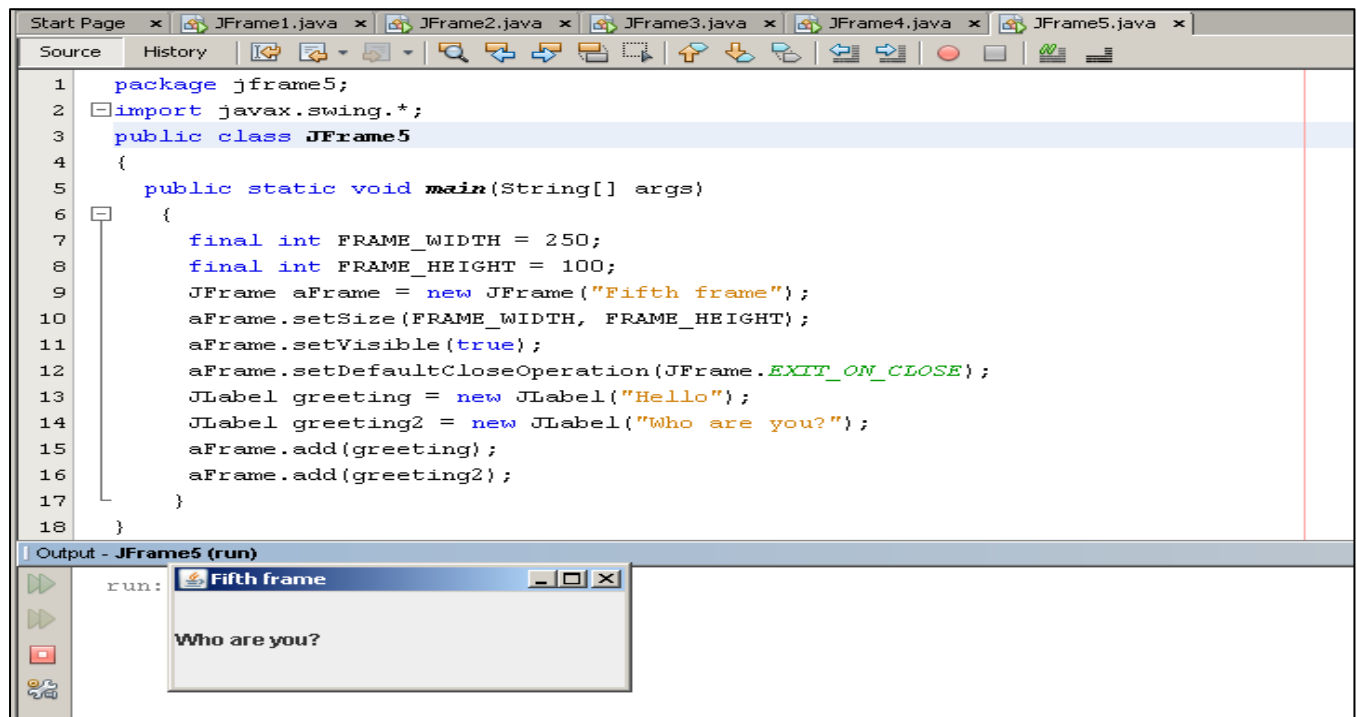 Start Page JFrame1.java JFrame2.java JFrame3.java JFrame4.java JFrame5.java
Source History
1 package jframe5;
2 import javax.swing.*;
3 public class JFrame5
4 {
5 public static void main(String[] args)
6 {
7 final int FRAME_WIDTH = 250;
8 final int FRAME_HEIGHT = 100;
9 JFrame aFrame = new JFrame("Fifth frame");
10 aFrame.setSize(FRAME_WIDTH, FRAME_HEIGHT);
11 aFrame.setVisible(true);
12 aFrame.setDefaultCloseOperation(JFrame.EXIT_ON_CLOSE);
13 JLabel greeting = new JLabel("Hello");
14 JLabel greeting2 = new JLabel("Who are you?");
15 aFrame.add(greeting);
16 aFrame.add(greeting2);
17 }
18 }
Output - JFrame5 (run)
run:
Fifth frame
Who are you?